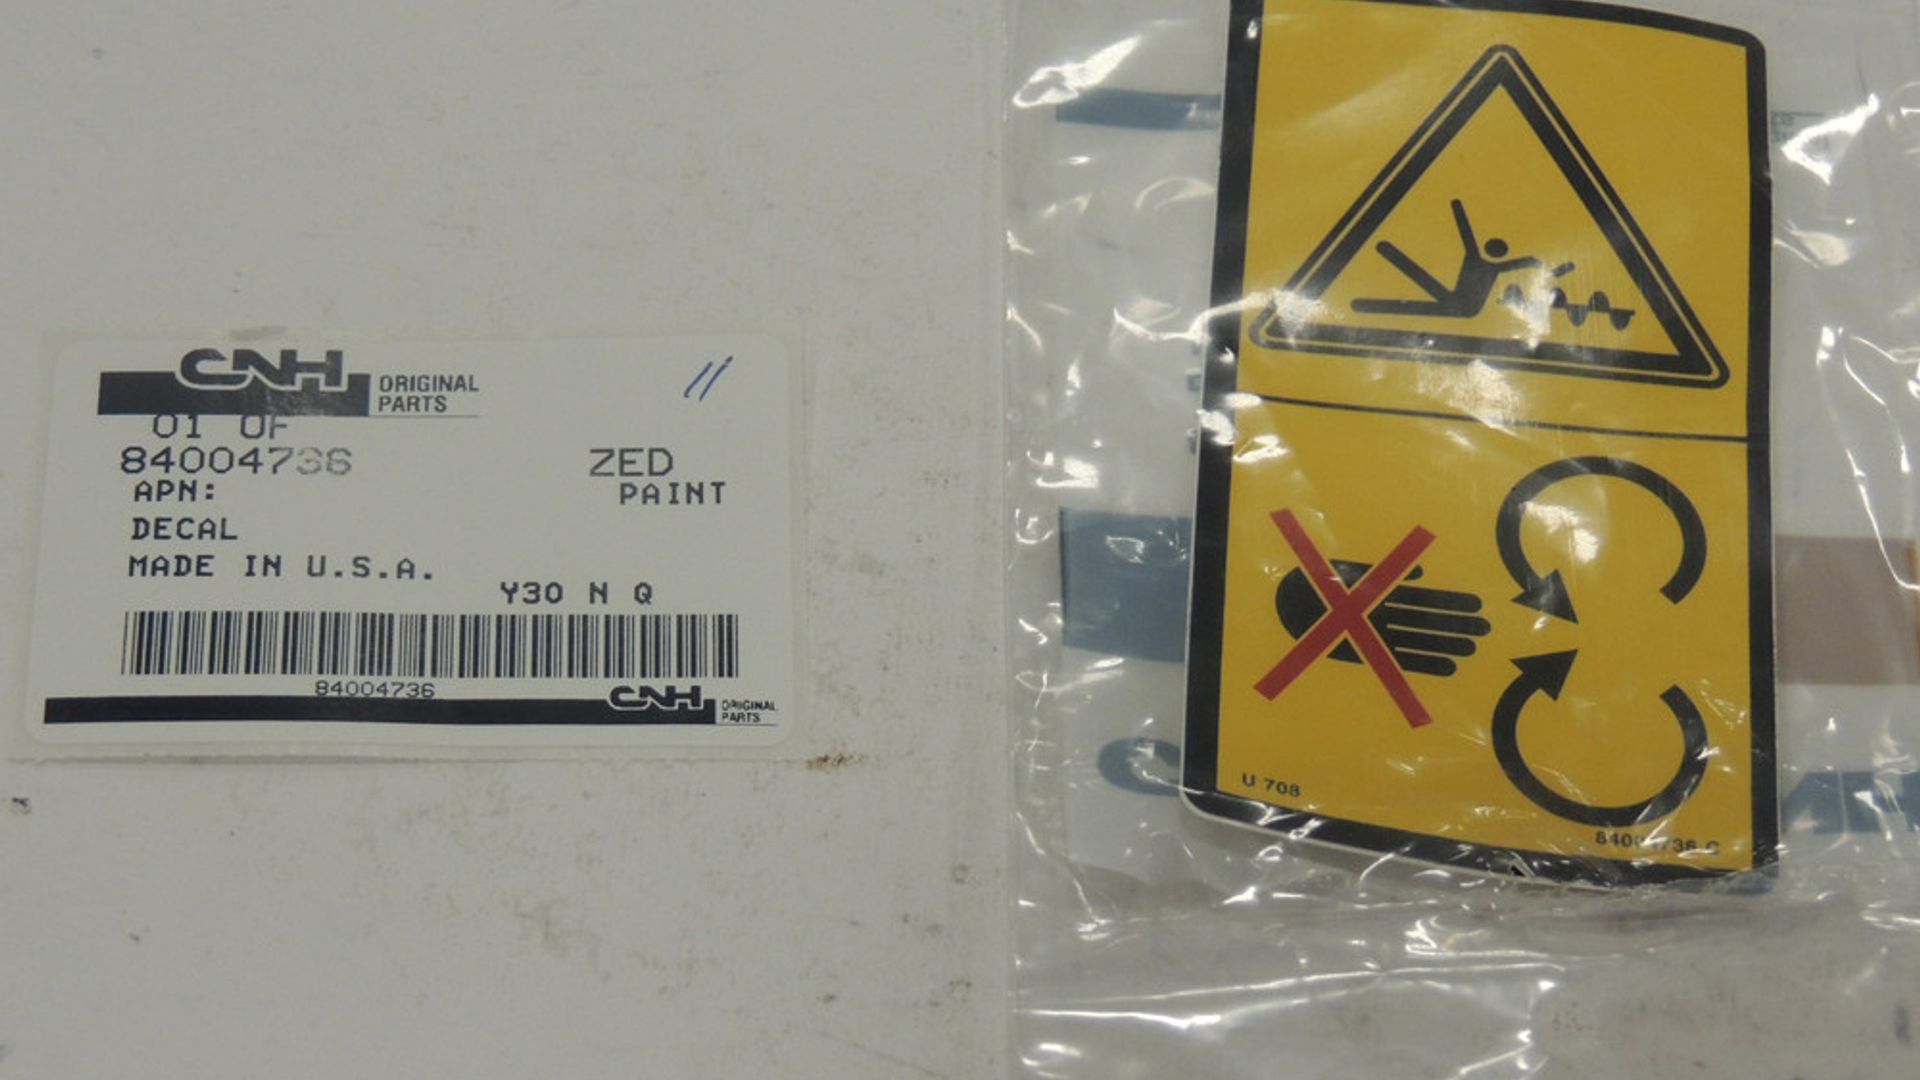 CNH ORIGINAL
PARTS
11
01 OF
84004736 ZED
APN: PAINT
DECAL
MADE IN U.S.A.
Y30 N Q
84004736
CNH ORIGINAL
PARTS
U 708
84004736 C